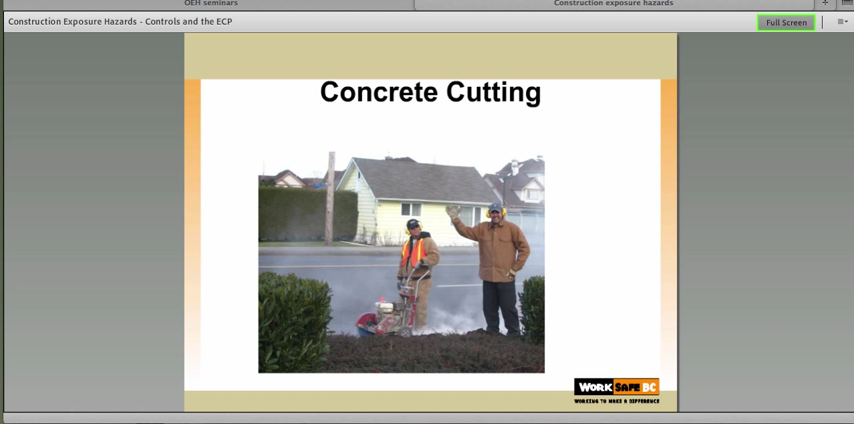 OEH seminars
Construction exposure hazards
Construction Exposure Hazards - Controls and the ECP
Full Screen
Concrete Cutting
WORK SAFE BC
WORKING TO MAKE A DIFFERENCE